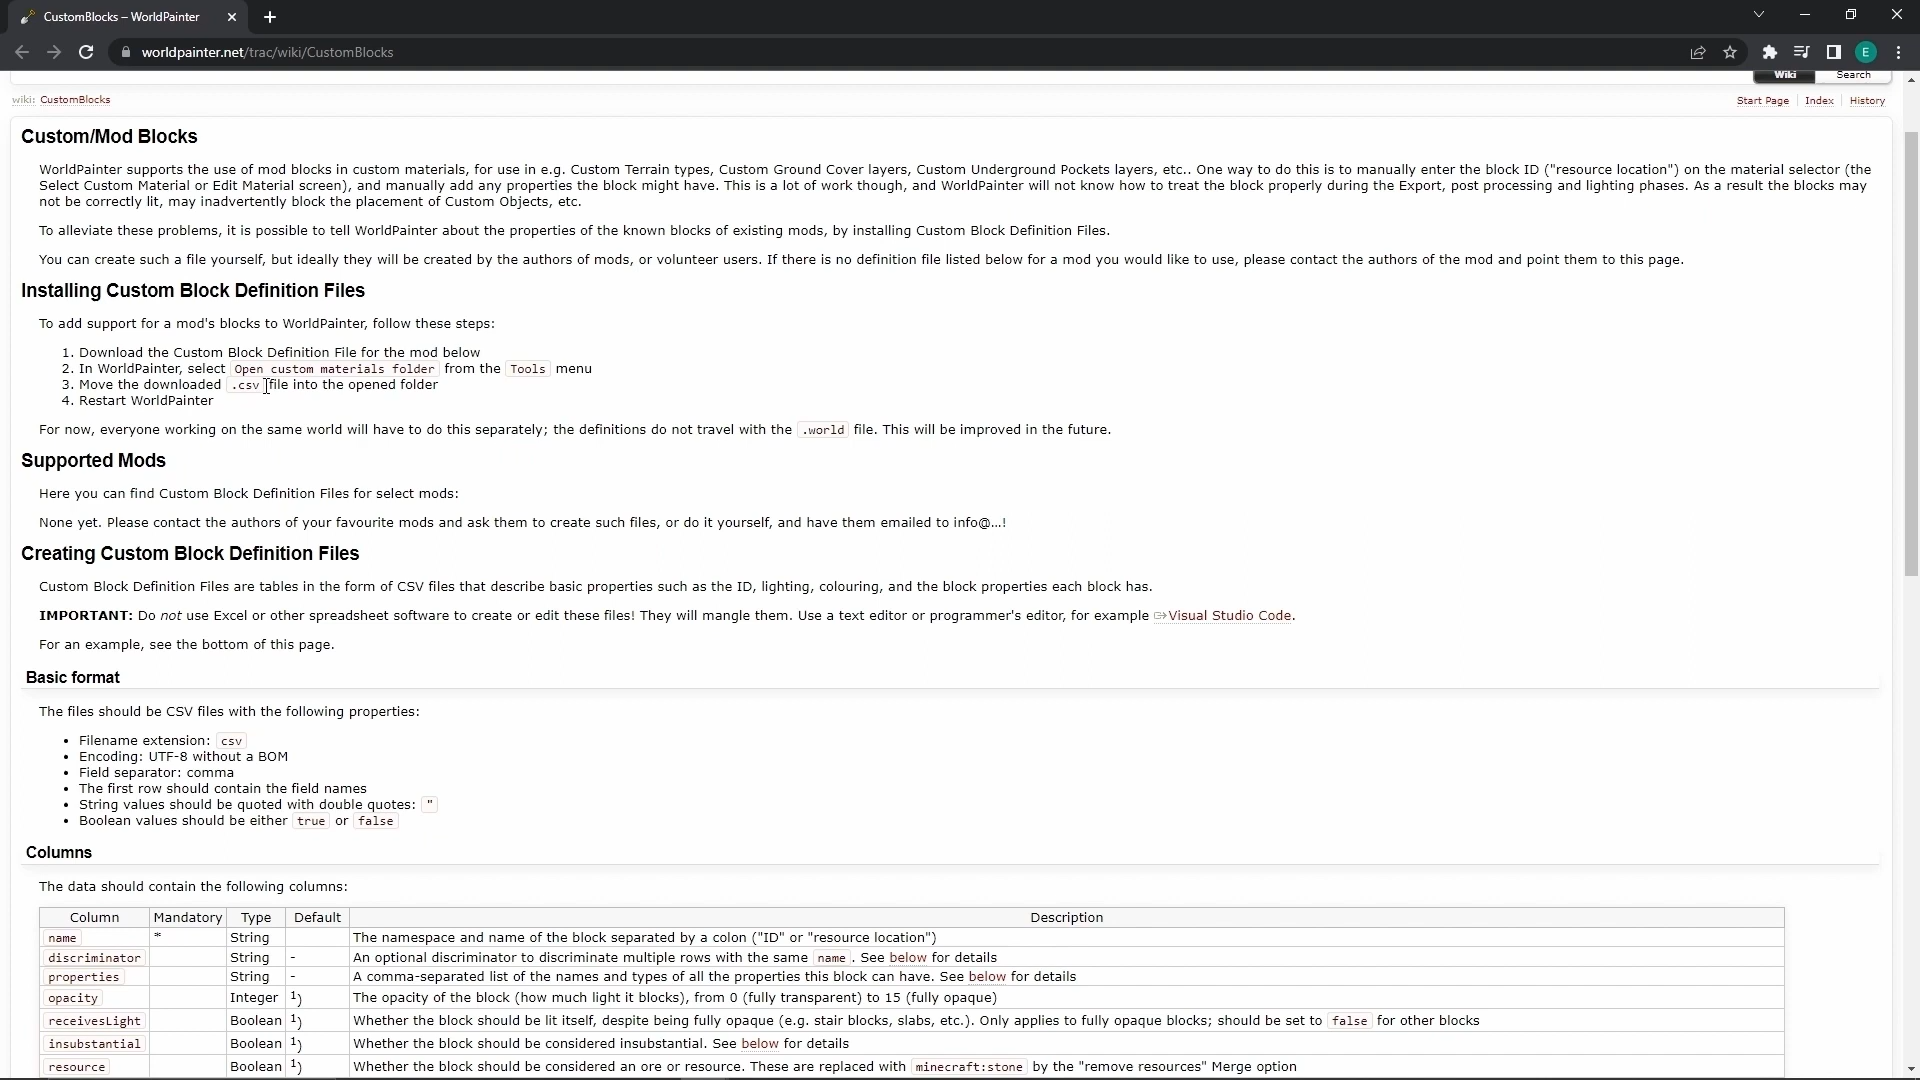 CustomBlocks – WorldPainter
worldpainter.net/trac/wiki/CustomBlocks
E
Wiki Search
wiki: CustomBlocks
Start Page Index History
Custom/Mod Blocks
WorldPainter supports the use of mod blocks in custom materials, for use in e.g. Custom Terrain types, Custom Ground Cover layers, Custom Underground Pockets layers, etc.. One way to do this is to manually enter the block ID ("resource location") on the material selector (the
Select Custom Material or Edit Material screen), and manually add any properties the block might have. This is a lot of work though, and WorldPainter will not know how to treat the block properly during the Export, post processing and lighting phases. As a result the blocks may
not be correctly lit, may inadvertently block the placement of Custom Objects, etc.
To alleviate these problems, it is possible to tell WorldPainter about the properties of the known blocks of existing mods, by installing Custom Block Definition Files.
You can create such a file yourself, but ideally they will be created by the authors of mods, or volunteer users. If there is no definition file listed below for a mod you would like to use, please contact the authors of the mod and point them to this page.
Installing Custom Block Definition Files
To add support for a mod's blocks to WorldPainter, follow these steps:
1. Download the Custom Block Definition File for the mod below
2. In WorldPainter, select Open custom materials folder from the Tools menu
3. Move the downloaded .csv file into the opened folder
4. Restart WorldPainter
For now, everyone working on the same world will have to do this separately; the definitions do not travel with the .world file. This will be improved in the future.
Supported Mods
Here you can find Custom Block Definition Files for select mods:
None yet. Please contact the authors of your favourite mods and ask them to create such files, or do it yourself, and have them emailed to info@…!
Creating Custom Block Definition Files
Custom Block Definition Files are tables in the form of CSV files that describe basic properties such as the ID, lighting, colouring, and the block properties each block has.
IMPORTANT: Do not use Excel or other spreadsheet software to create or edit these files! They will mangle them. Use a text editor or programmer's editor, for example Visual Studio Code.
For an example, see the bottom of this page.
Basic format
The files should be CSV files with the following properties:
• Filename extension: csv
• Encoding: UTF-8 without a BOM
• Field separator: comma
• The first row should contain the field names
• String values should be quoted with double quotes: "
• Boolean values should be either true or false
Columns
The data should contain the following columns:
Column Mandatory Type Default Description
name * String The namespace and name of the block separated by a colon ("ID" or "resource location")
discriminator String - An optional discriminator to discriminate multiple rows with the same name. See below for details
properties String - A comma-separated list of the names and types of all the properties this block can have. See below for details
opacity Integer 1) The opacity of the block (how much light it blocks), from 0 (fully transparent) to 15 (fully opaque)
receivesLight Boolean 1) Whether the block should be lit itself, despite being fully opaque (e.g. stair blocks, slabs, etc.). Only applies to fully opaque blocks; should be set to false for other blocks
insubstantial Boolean 1) Whether the block should be considered insubstantial. See below for details
resource Boolean 1) Whether the block should be considered an ore or resource. These are replaced with minecraft:stone by the "remove resources" Merge option